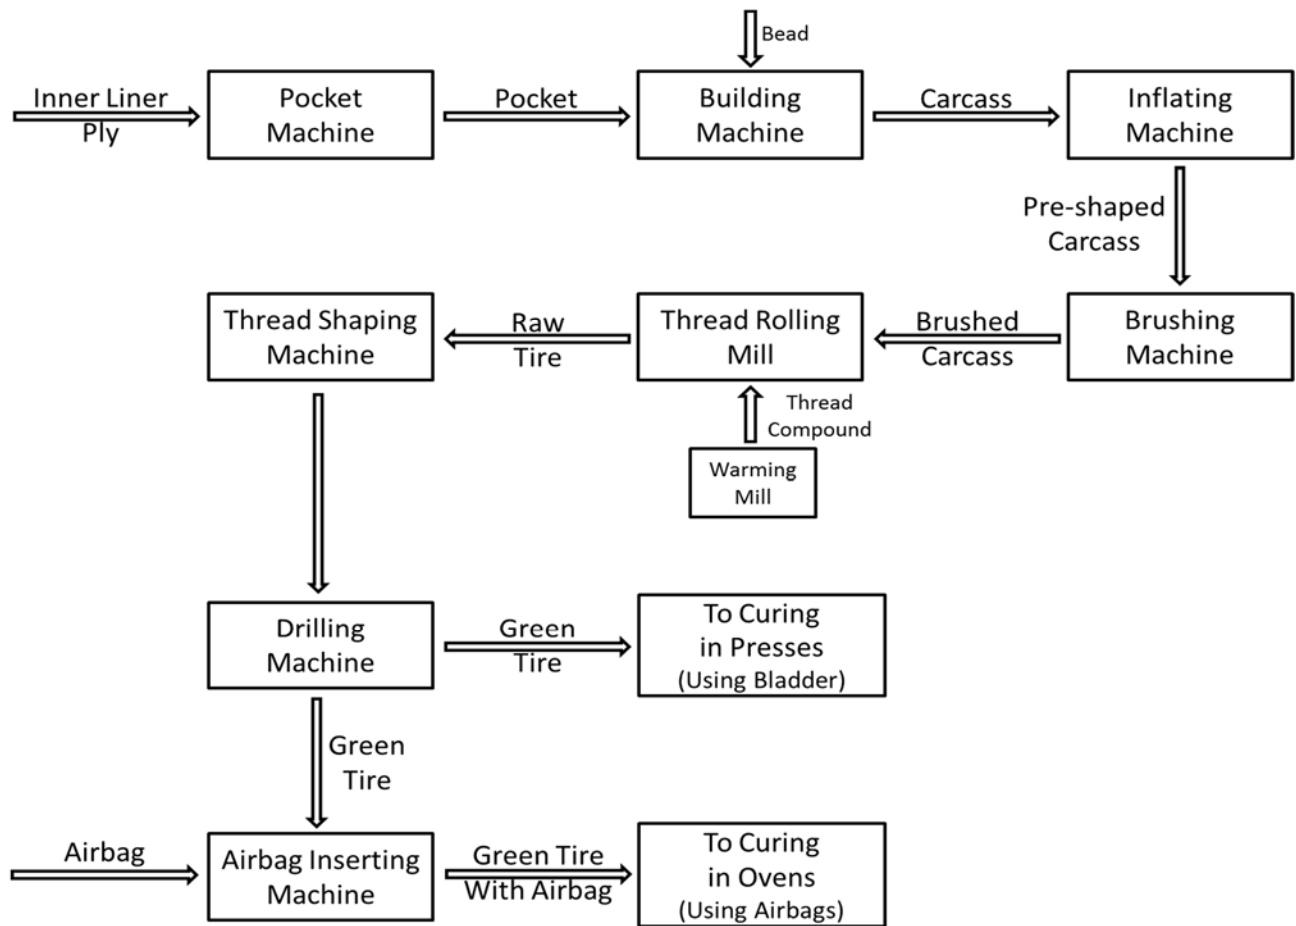 Bead
Inner Liner
Ply
Pocket
Machine
Pocket
Building
Machine
Carcass
Inflating
Machine
Pre-shaped
Carcass
Thread Shaping
Machine
Raw
Tire
Thread Rolling
Mill
Brushed
Carcass
Brushing
Machine
Thread
Compound
Warming
Mill
Drilling
Machine
Green
Tire
To Curing
in Presses
(Using Bladder)
Green
Tire
Airbag
Airbag Inserting
Machine
Green Tire
With Airbag
To Curing
in Ovens
(Using Airbags)